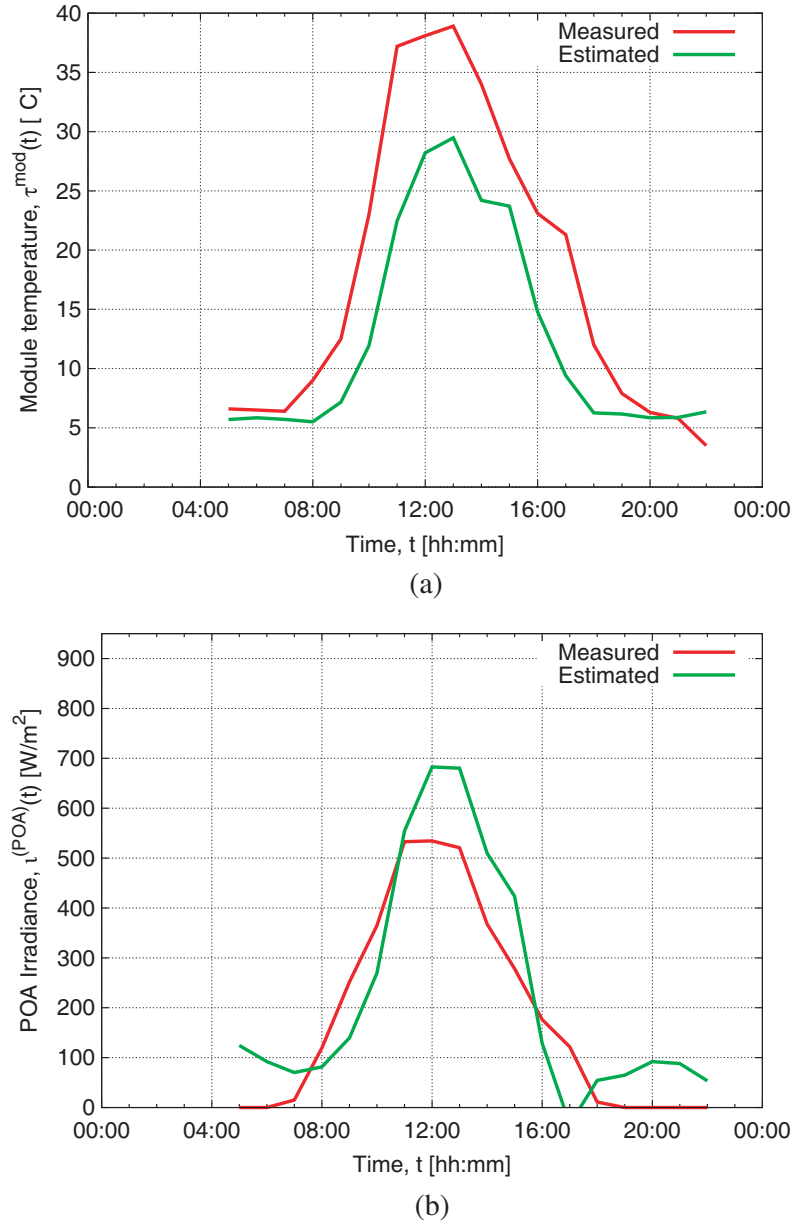 40
35
30
25
20
15
10
5
0
Module temperature, τ^mod(t) [ C]
Measured
Estimated
00:00 04:00 08:00 12:00 16:00 20:00 00:00
Time, t [hh:mm]
(a)
900
800
700
600
500
400
300
200
100
0
POA Irradiance, ι^(POA)(t) [W/m²]
Measured
Estimated
00:00 04:00 08:00 12:00 16:00 20:00 00:00
Time, t [hh:mm]
(b)